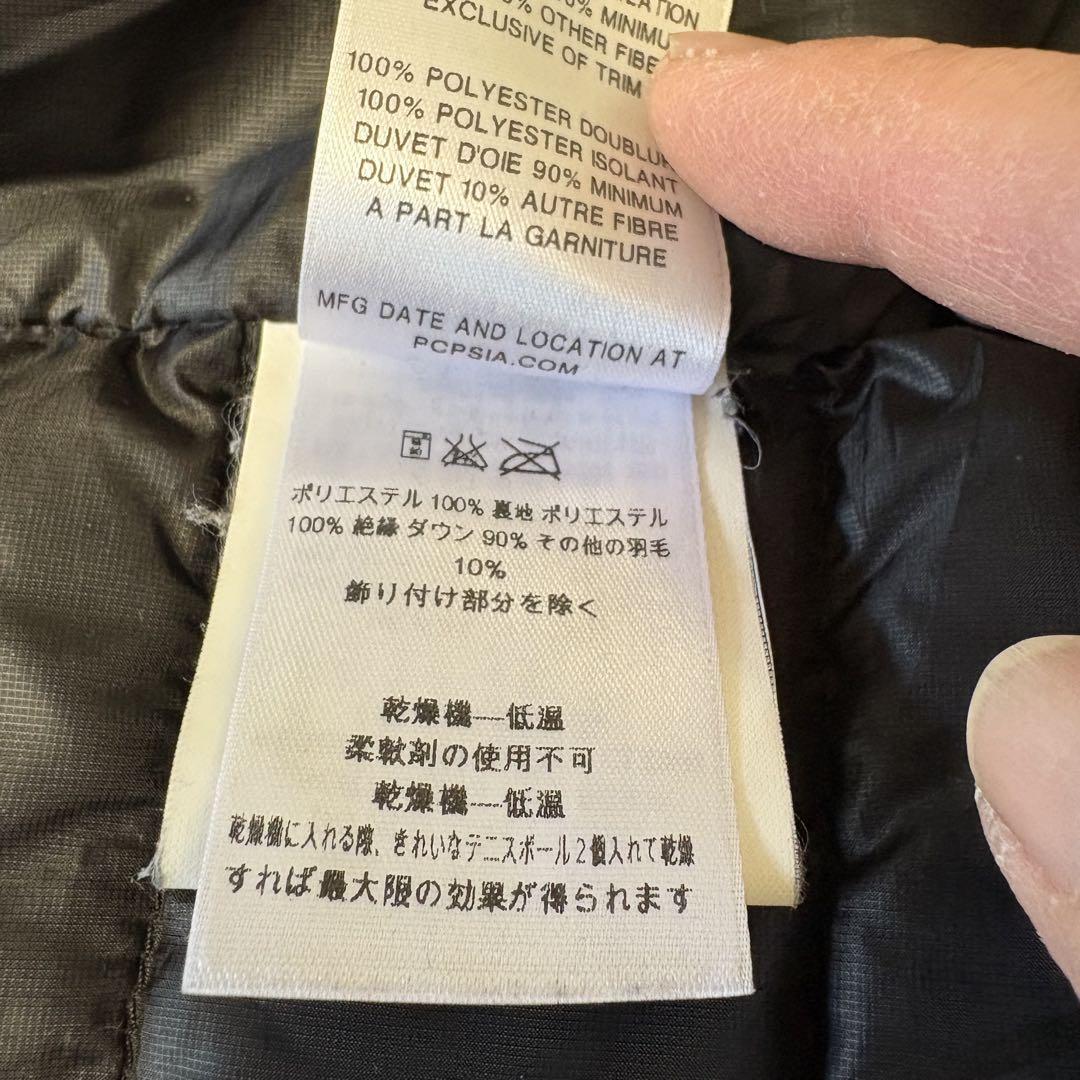 MINIMUM
OTHER
EXCLUSIVE OF TRIM
100% POLYESTER
100% POLYESTER ISOLANT
DUVET D'OIE 90% MINIMUM
DUVET 10% AUTRE FIBRE
A PART LA GARNITURE
MFG DATE AND LOCATION AT
PCPSIA.COM
ポリエステル 100% 裏地 ポリエステル
100% 絶縁 ダウン 90% その他の羽毛
10%
飾り付け部分を除く
乾燥機—低温
柔軟剤の使用不可
乾燥機—低温
乾燥機に入れる際、きれいなテニスボール2個入れて乾燥
すれば最大限の効果が得られます